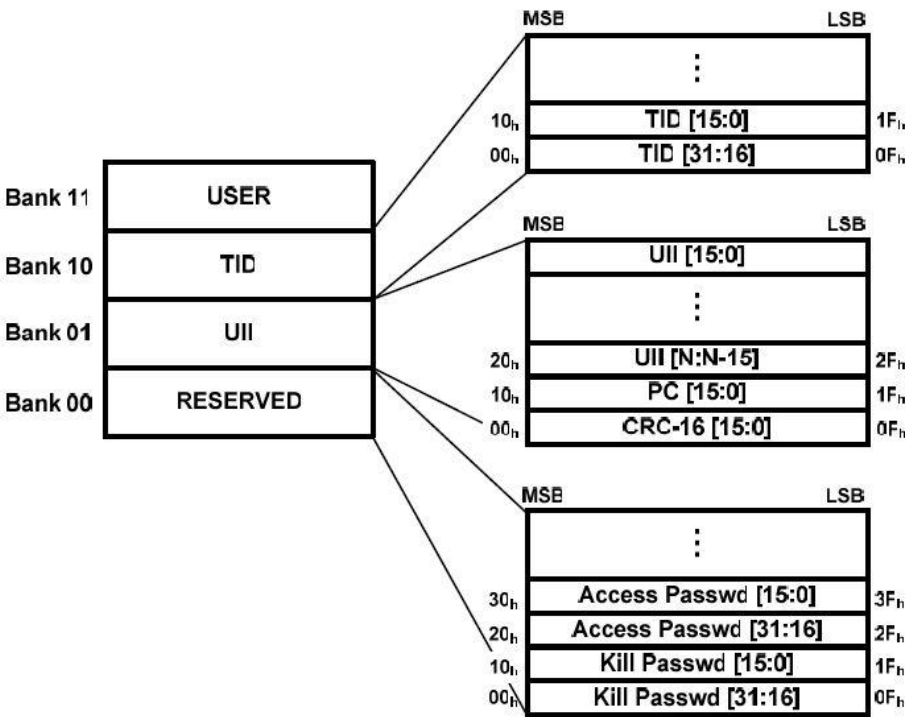 MSB LSB
⋮
10h TID [15:0] 1Fh
00h TID [31:16] 0Fh
Bank 11 USER
Bank 10 TID
Bank 01 UII
Bank 00 RESERVED
MSB LSB
UII [15:0]
⋮
20h UII [N:N-15] 2Fh
10h PC [15:0] 1Fh
00h CRC-16 [15:0] 0Fh
MSB LSB
⋮
30h Access Passwd [15:0] 3Fh
20h Access Passwd [31:16] 2Fh
10h Kill Passwd [15:0] 1Fh
00h Kill Passwd [31:16] 0Fh